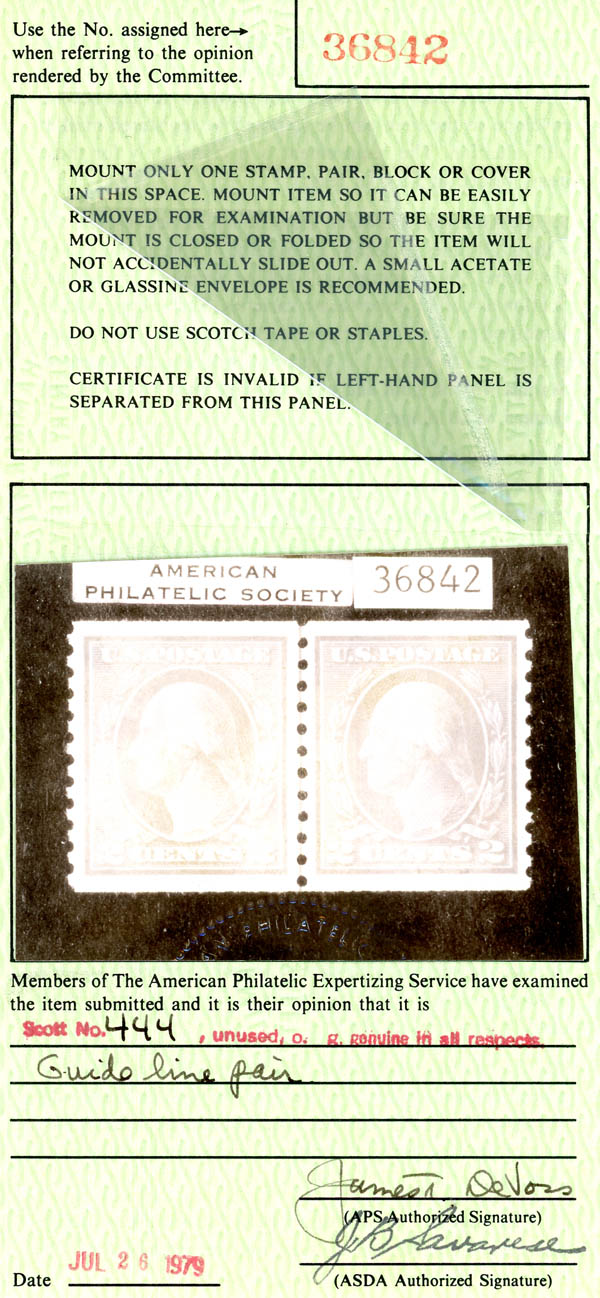 Use the No. assigned here→
when referring to the opinion
rendered by the Committee.
36842
MOUNT ONLY ONE STAMP, PAIR, BLOCK OR COVER
IN THIS SPACE. MOUNT ITEM SO IT CAN BE EASILY
REMOVED FOR EXAMINATION BUT BE SURE THE
MOUNT IS CLOSED OR FOLDED SO THE ITEM WILL
NOT ACCIDENTALLY SLIDE OUT. A SMALL ACETATE
OR GLASSINE ENVELOPE IS RECOMMENDED.
DO NOT USE SCOTCH TAPE OR STAPLES.
CERTIFICATE IS INVALID IF LEFT-HAND PANEL IS
SEPARATED FROM THIS PANEL.
AMERICAN
PHILATELIC SOCIETY
36842
U.S. POSTAGE U.S. POSTAGE
2 CENTS 2 2 CENTS 2
PHILATELIC
Members of The American Philatelic Expertizing Service have examined
the item submitted and it is their opinion that it is
Scott No. 444, unused, o. g. genuine in all respects.
Guide line pair
James T. DeVoss
(APS Authorized Signature)
J B Savarese
Date JUL 26 1979
(ASDA Authorized Signature)